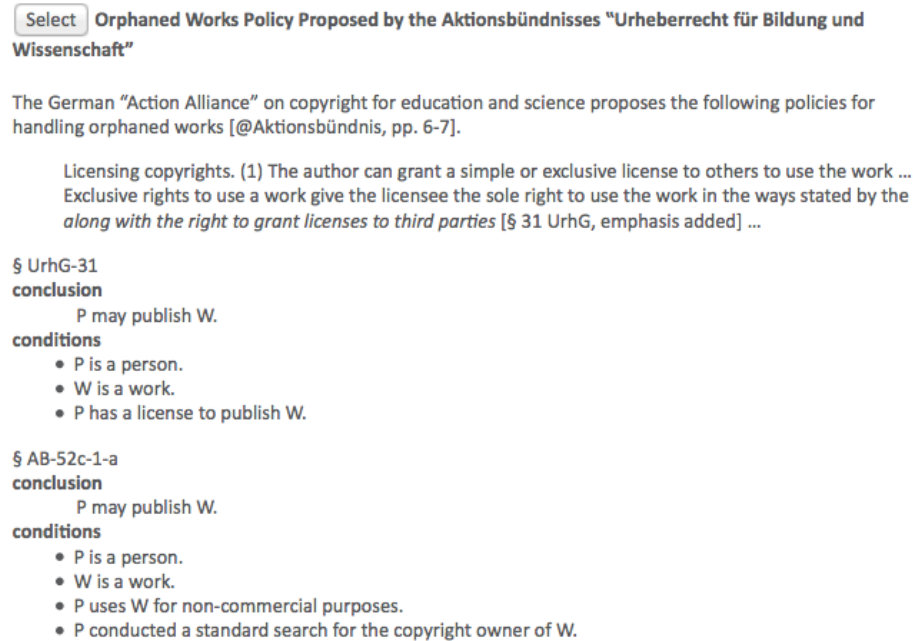 Select Orphaned Works Policy Proposed by the Aktionsbündnisses "Urheberrecht für Bildung und
Wissenschaft"
The German “Action Alliance” on copyright for education and science proposes the following policies for
handling orphaned works [@Aktionsbündnis, pp. 6-7].
Licensing copyrights. (1) The author can grant a simple or exclusive license to others to use the work ...
Exclusive rights to use a work give the licensee the sole right to use the work in the ways stated by the
along with the right to grant licenses to third parties [§ 31 UrhG, emphasis added] ...
§ UrhG-31
conclusion
P may publish W.
conditions
• P is a person.
• W is a work.
• P has a license to publish W.
§ AB-52c-1-a
conclusion
P may publish W.
conditions
• P is a person.
• W is a work.
• P uses W for non-commercial purposes.
• P conducted a standard search for the copyright owner of W.